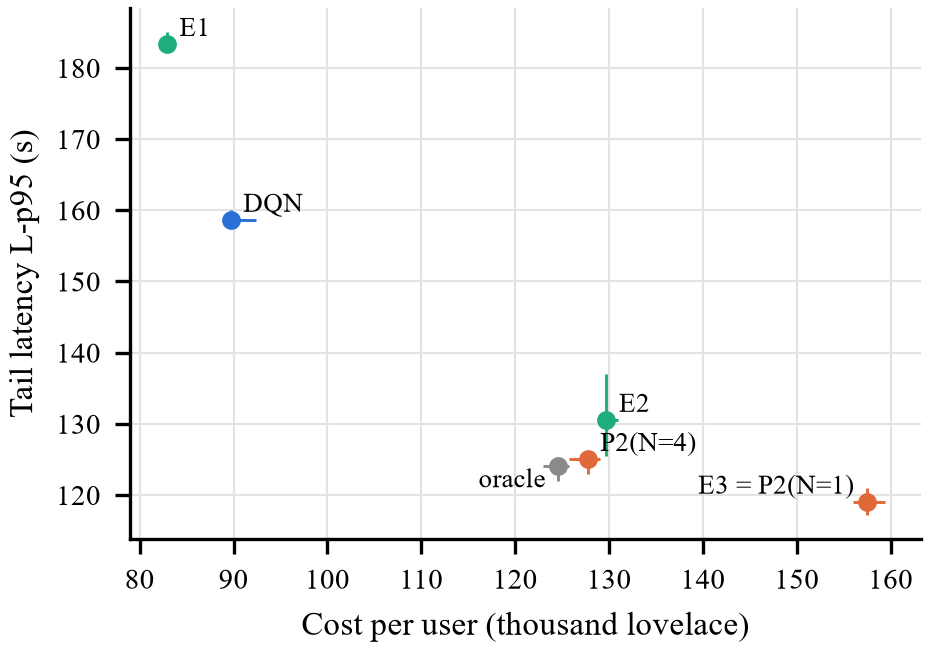 E1
180
170
DQN
160
150
140
E2
130
P2(N=4)
oracle
E3 = P2(N=1)
120
Tail latency L-p95 (s)
80 90 100 110 120 130 140 150 160
Cost per user (thousand lovelace)